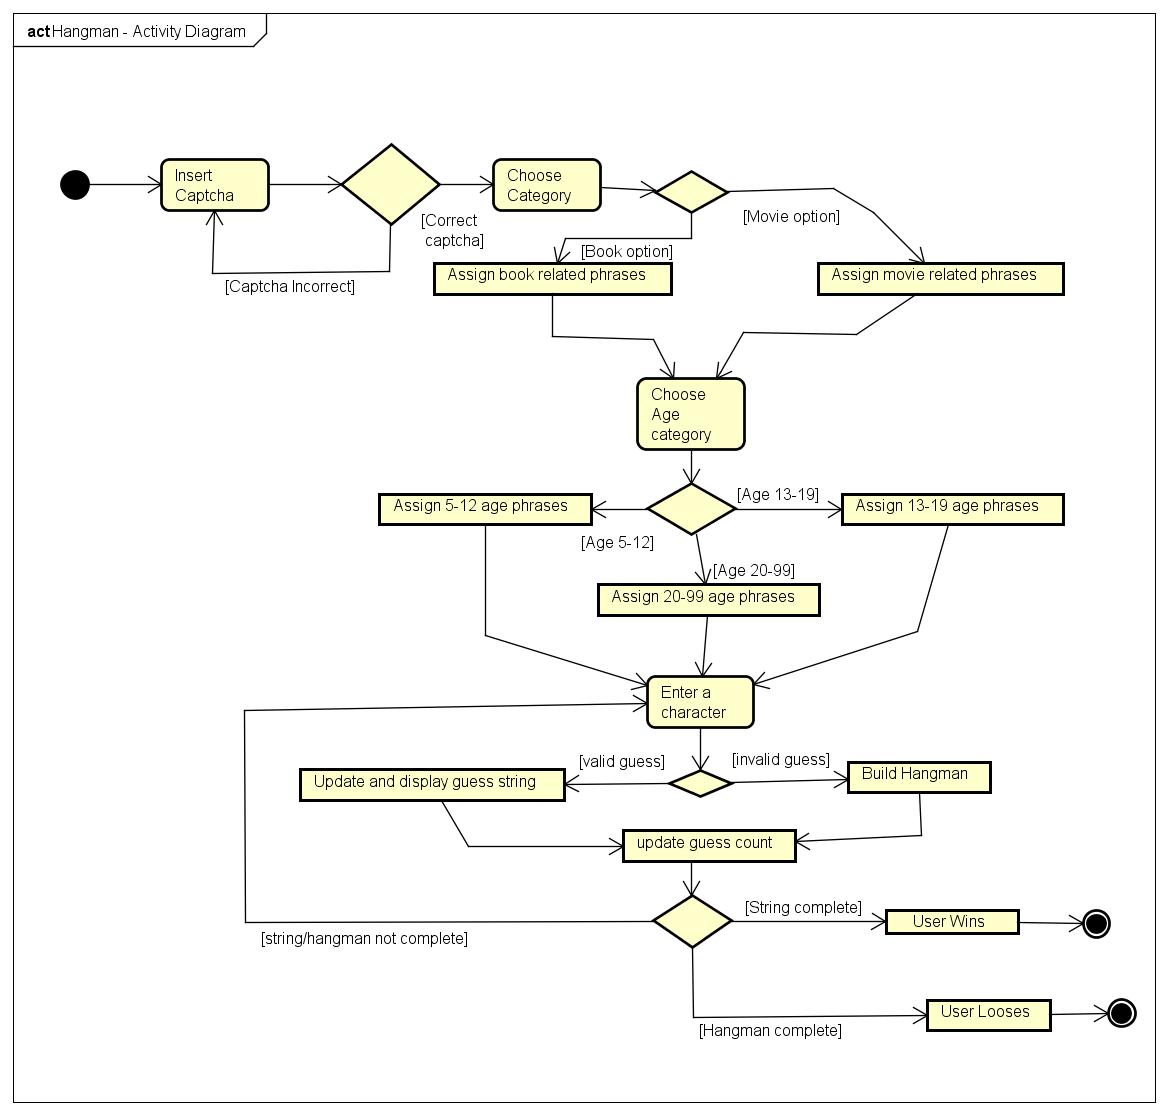 act Hangman - Activity Diagram
Insert
Captcha
Choose
Category
[Correct
captcha]
[Movie option]
[Book option]
[Captcha Incorrect]
Assign book related phrases
Assign movie related phrases
Choose
Age
category
[Age 13-19]
Assign 5-12 age phrases
Assign 13-19 age phrases
[Age 5-12]
[Age 20-99]
Assign 20-99 age phrases
Enter a
character
[valid guess]
[invalid guess]
Update and display guess string
Build Hangman
update guess count
[String complete]
User Wins
[string/hangman not complete]
User Looses
[Hangman complete]